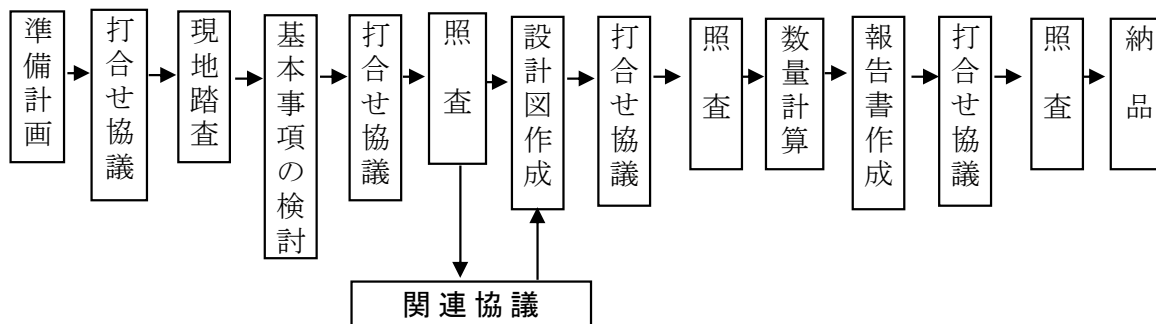 準備計画
打合せ協議
現地踏査
基本事項の検討
打合せ協議
照査
設計図作成
打合せ協議
照査
数量計算
報告書作成
打合せ協議
照査
納品
関連協議